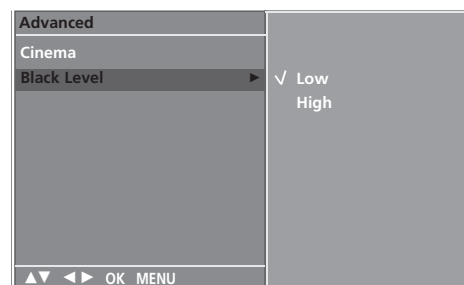 Advanced
Cinema
Black Level ►
√ Low
High
▲▼ ◄► OK MENU